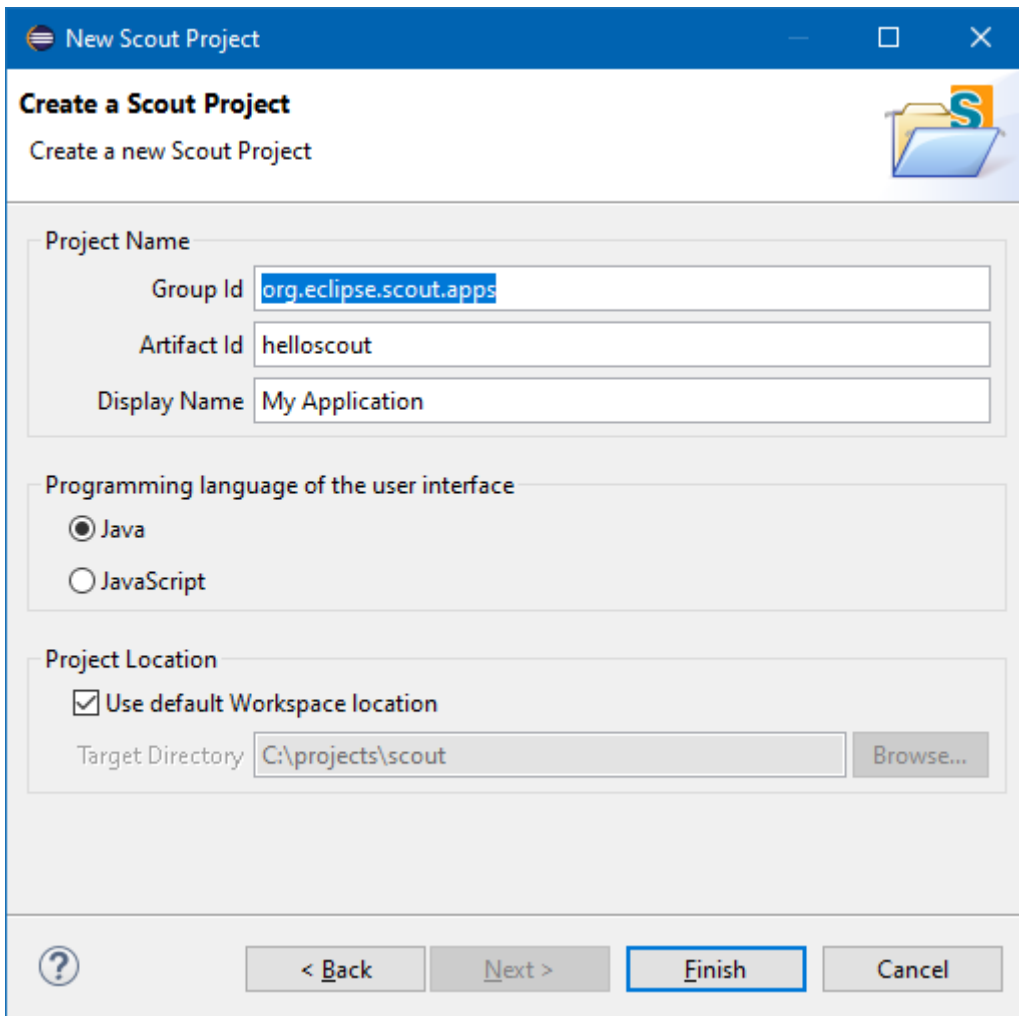 New Scout Project
Create a Scout Project
S
Create a new Scout Project
Project Name
Group Id org.eclipse.scout.apps
Artifact Id helloscout
Display Name My Application
Programming language of the user interface
Java
JavaScript
Project Location
Use default Workspace location
Target Directory C:\projects\scout Browse...
? < Back Next > Finish Cancel